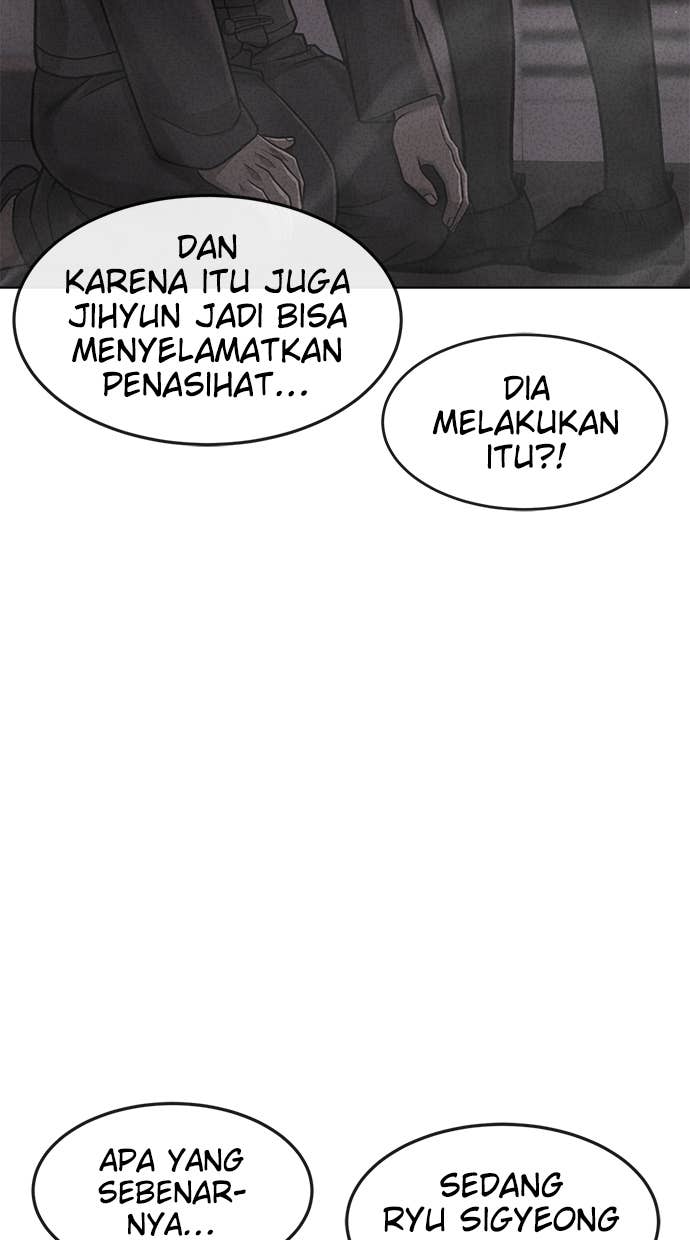 DAN
KARENA ITU JUGA
JIHYUN JADI BISA
MENYELAMATKAN
PENASIHAT...
DIA
MELAKUKAN
ITU?!
APA YANG
SEBENAR-
NYA...
SEDANG
RYU SIGYEONG